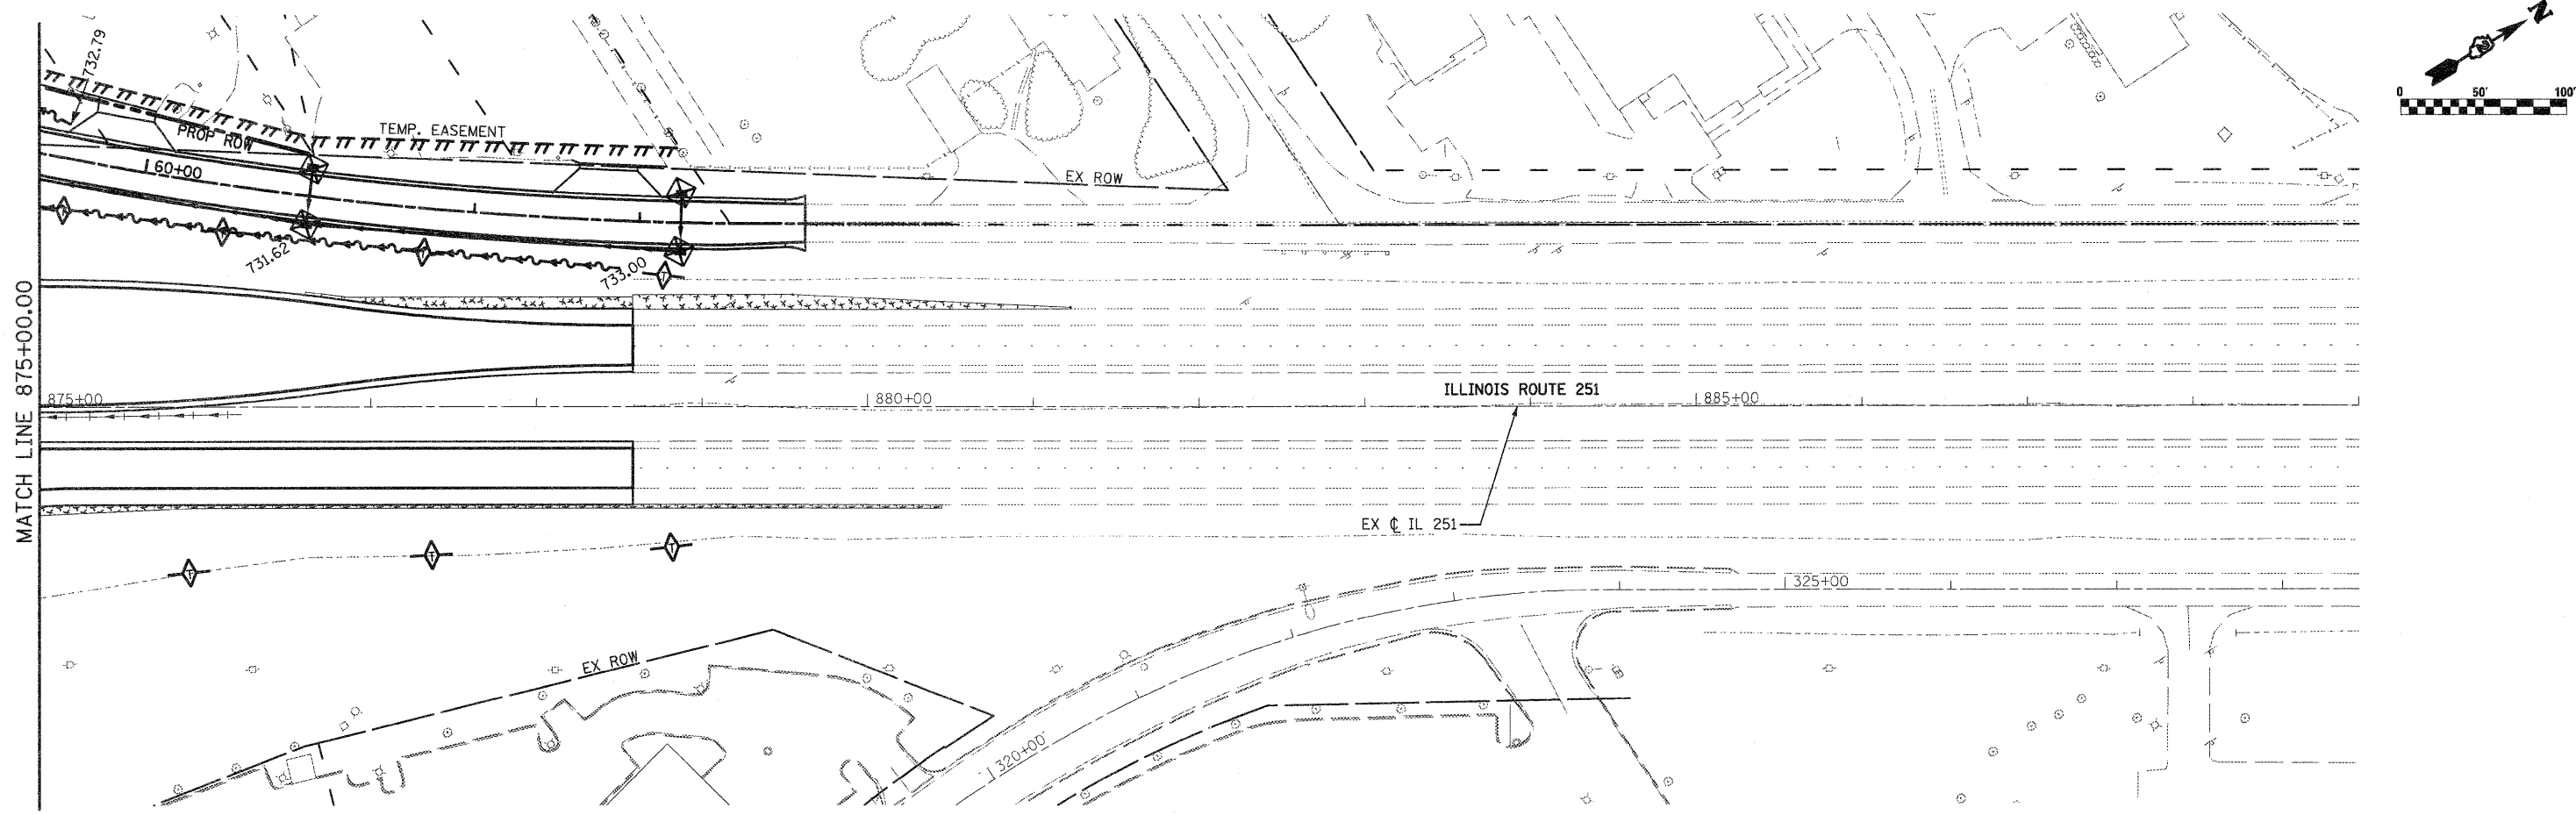 732.79
N
0 50' 100'
TEMP. EASEMENT
PROP ROW
160+00
EX ROW
731.62
733.00
MATCH LINE 875+00.00
875+00
880+00
ILLINOIS ROUTE 251
885+00
EX ℄ IL 251
325+00
EX ROW
320+00